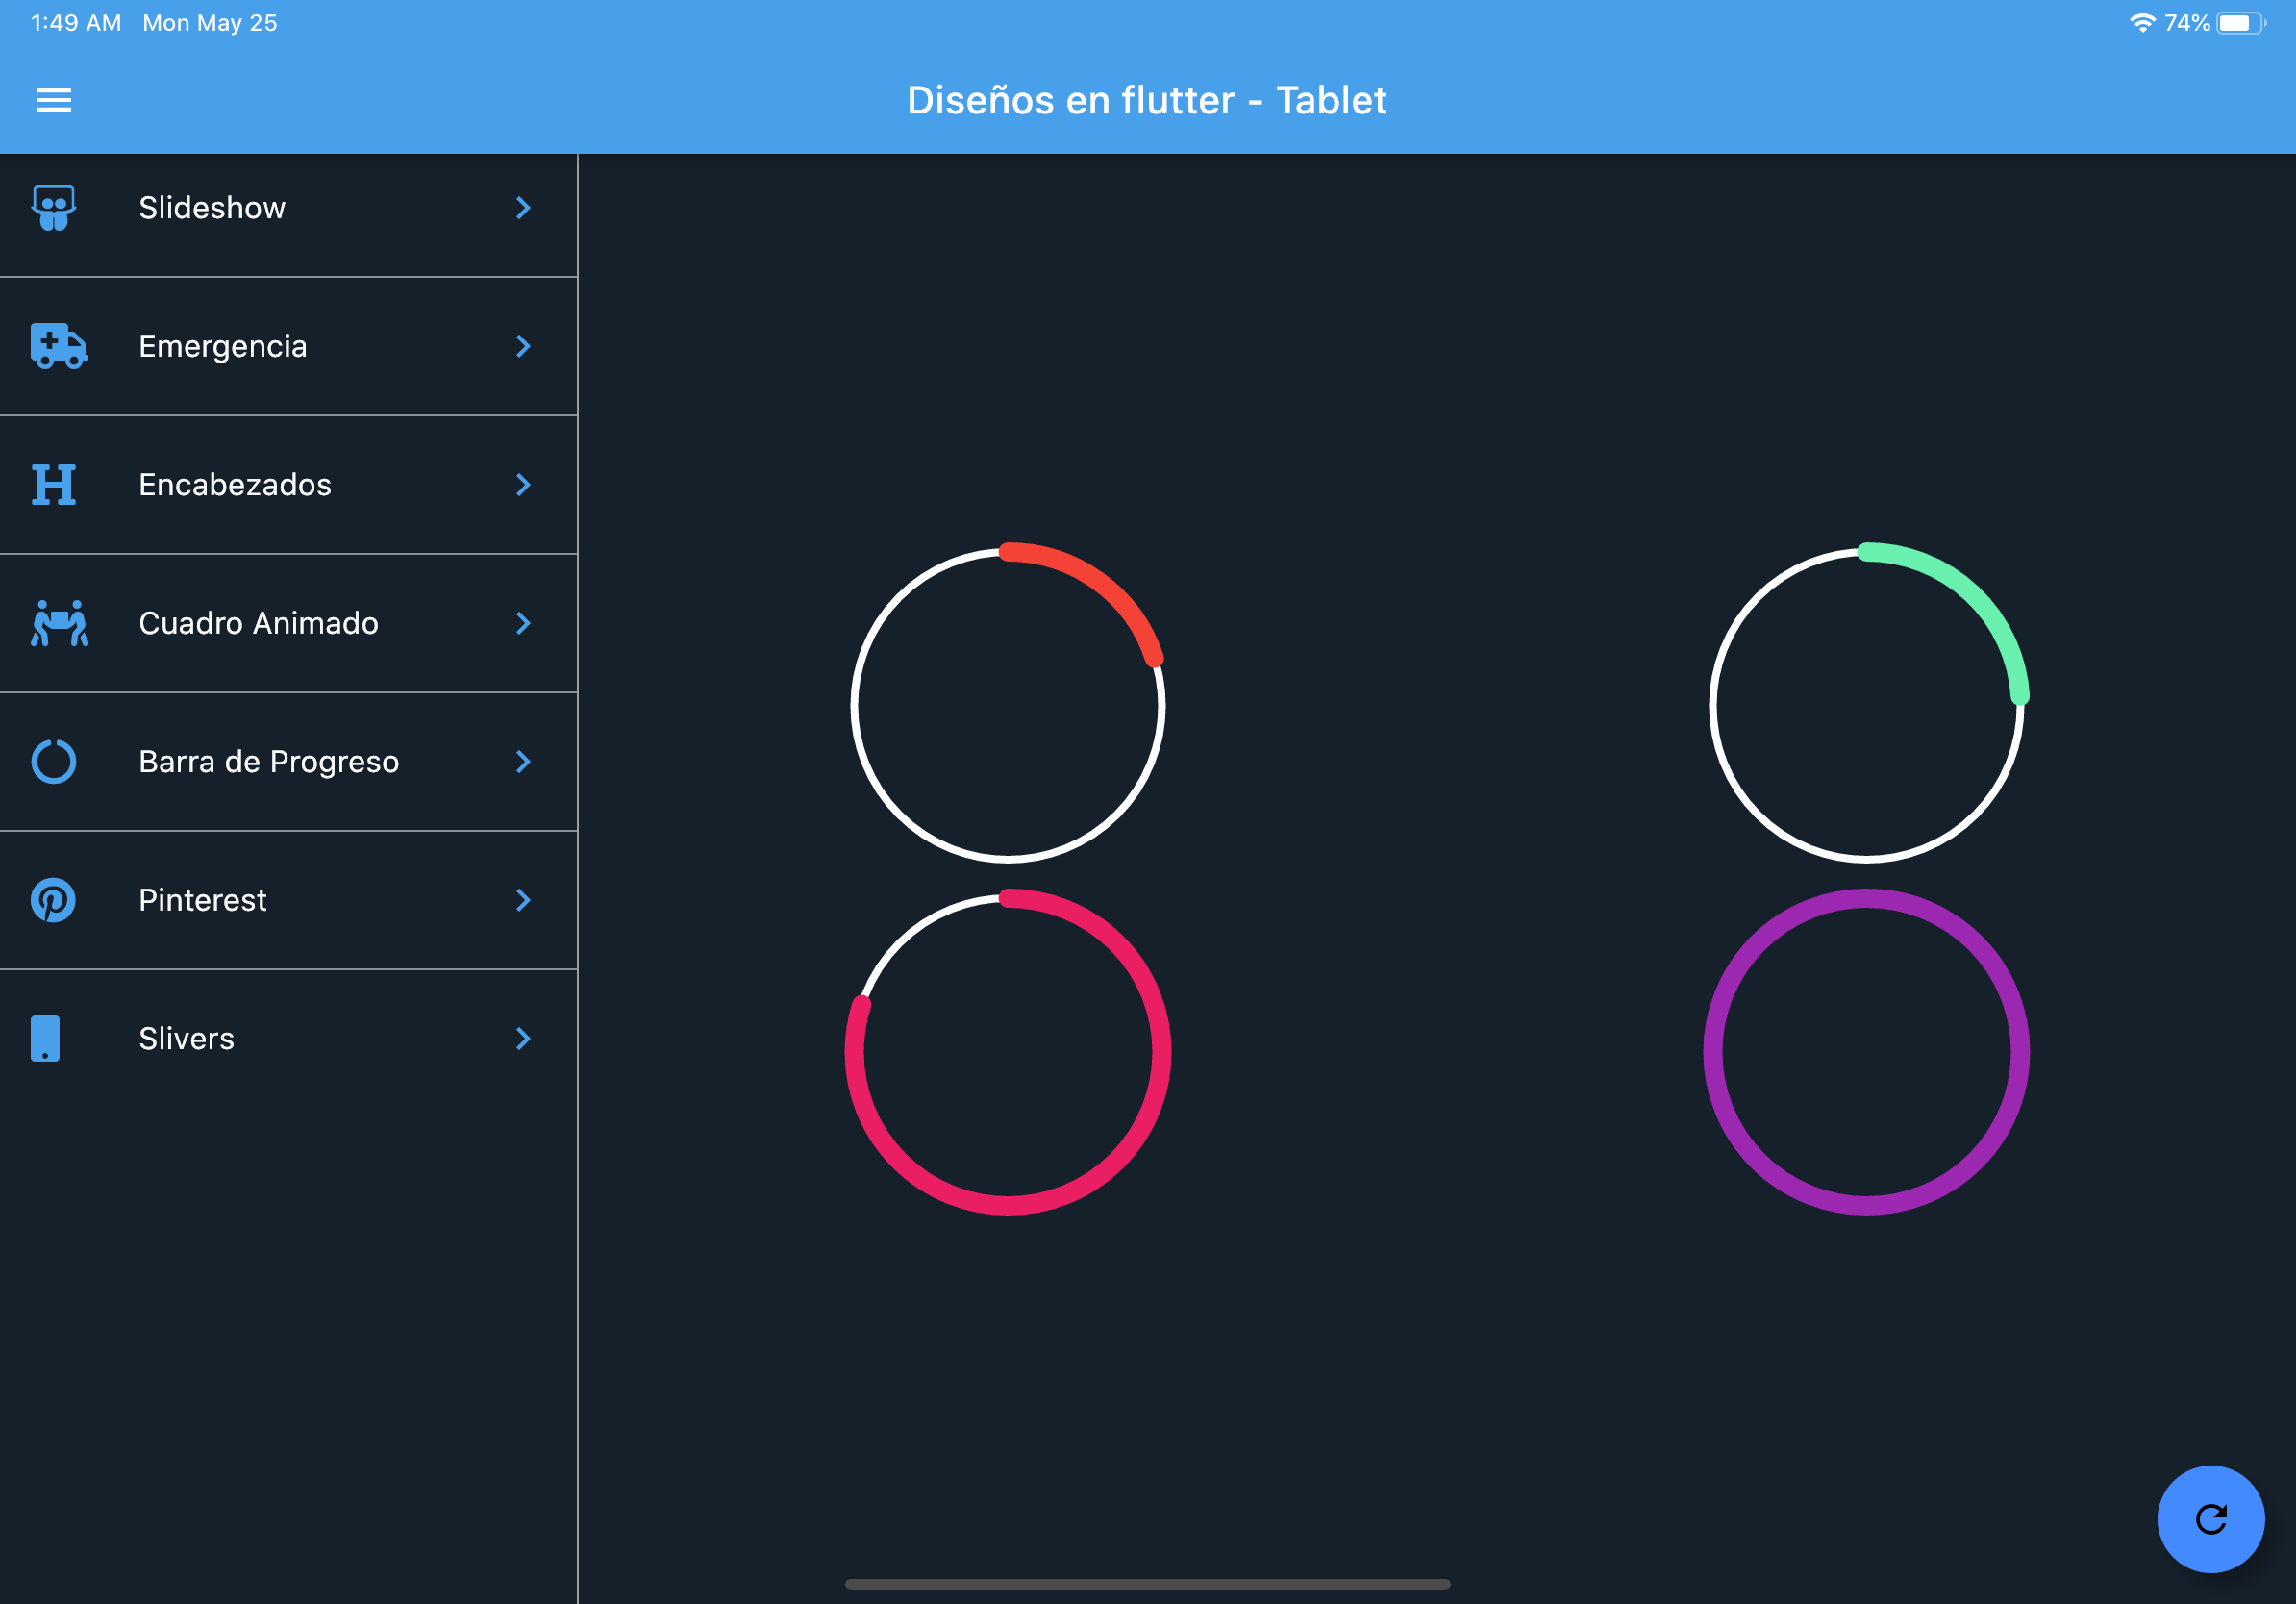 1:49 AM Mon May 25
74%
Diseños en flutter - Tablet
Slideshow
Emergencia
Encabezados
Cuadro Animado
Barra de Progreso
Pinterest
Slivers